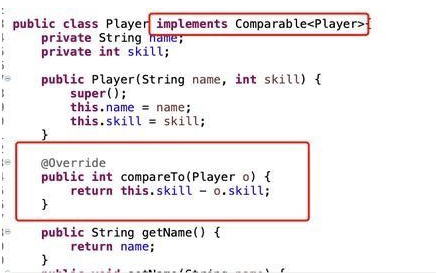 public class Player implements Comparable<Player>{
private String name;
private int skill;
public Player(String name, int skill) {
super();
this.name = name;
this.skill = skill;
}
@Override
public int compareTo(Player o) {
return this.skill - o.skill;
}
public String getName() {
return name;
}